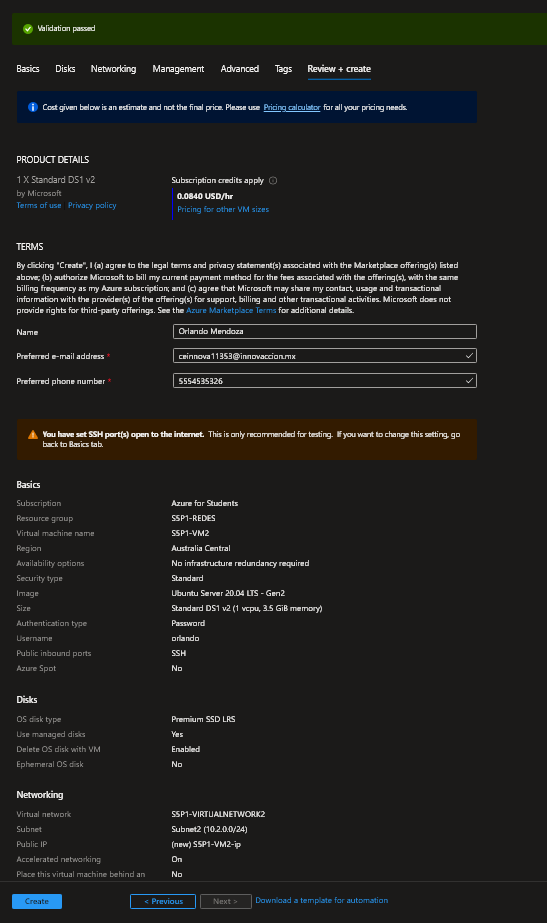 Validation passed
Basics Disks Networking Management Advanced Tags Review + create
Cost given below is an estimate and not the final price. Please use Pricing calculator for all your pricing needs.
PRODUCT DETAILS
1 X Standard DS1 v2
by Microsoft
Terms of use Privacy policy
Subscription credits apply
0.0840 USD/hr
Pricing for other VM sizes
TERMS
By clicking "Create", I (a) agree to the legal terms and privacy statement(s) associated with the Marketplace offering(s) listed
above; (b) authorize Microsoft to bill my current payment method for the fees associated with the offering(s), with the same
billing frequency as my Azure subscription; and (c) agree that Microsoft may share my contact, usage and transactional
information with the provider(s) of the offering(s) for support, billing and other transactional activities. Microsoft does not
provide rights for third-party offerings. See the Azure Marketplace Terms for additional details.
Name Orlando Mendoza
Preferred e-mail address * ceinnova11353@innovaccion.mx
Preferred phone number * 5554535326
You have set SSH port(s) open to the internet. This is only recommended for testing. If you want to change this setting, go
back to Basics tab.
Basics
Subscription Azure for Students
Resource group S5P1-REDES
Virtual machine name S5P1-VM2
Region Australia Central
Availability options No infrastructure redundancy required
Security type Standard
Image Ubuntu Server 20.04 LTS - Gen2
Size Standard DS1 v2 (1 vcpu, 3.5 GiB memory)
Authentication type Password
Username orlando
Public inbound ports SSH
Azure Spot No
Disks
OS disk type Premium SSD LRS
Use managed disks Yes
Delete OS disk with VM Enabled
Ephemeral OS disk No
Networking
Virtual network S5P1-VIRTUALNETWORK2
Subnet Subnet2 (10.2.0.0/24)
Public IP (new) S5P1-VM2-ip
Accelerated networking On
Place this virtual machine behind an No
Create < Previous Next > Download a template for automation